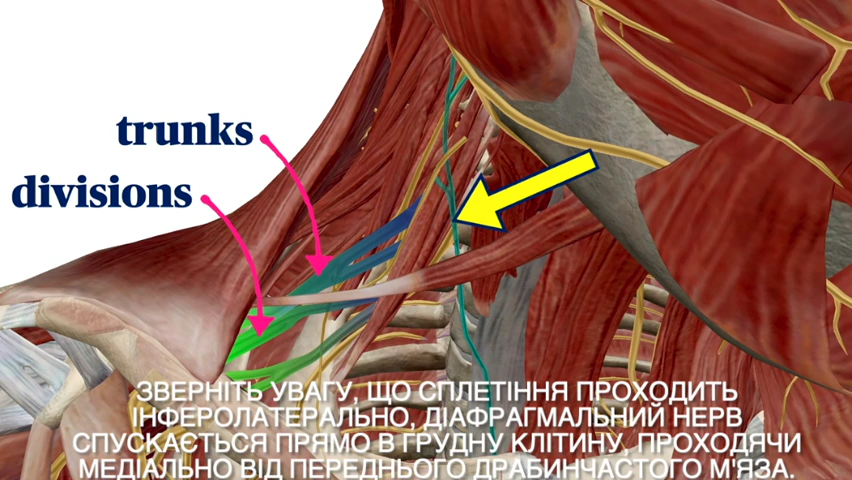 trunks
divisions
ЗВЕРНІТЬ УВАГУ, ЩО СПЛЕТІННЯ ПРОХОДИТЬ
ІНФЕРОЛАТЕРАЛЬНО, ДІАФРАГМАЛЬНИЙ НЕРВ
СПУСКАЄТЬСЯ ПРЯМО В ГРУДНУ КЛІТИНУ, ПРОХОДЯЧИ
МЕДІАЛЬНО ВІД ПЕРЕДНЬОГО ДРАБИНЧАСТОГО М'ЯЗА.